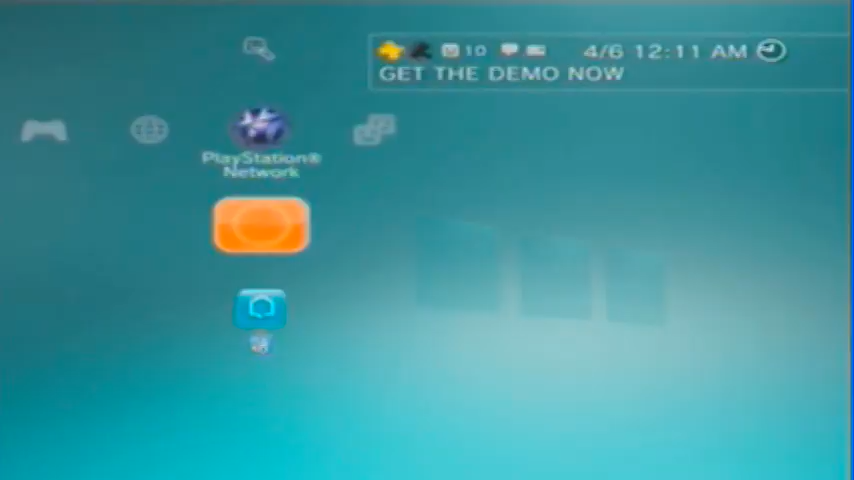 10 4/6 12:11 AM
GET THE DEMO NOW
PlayStation®
Network